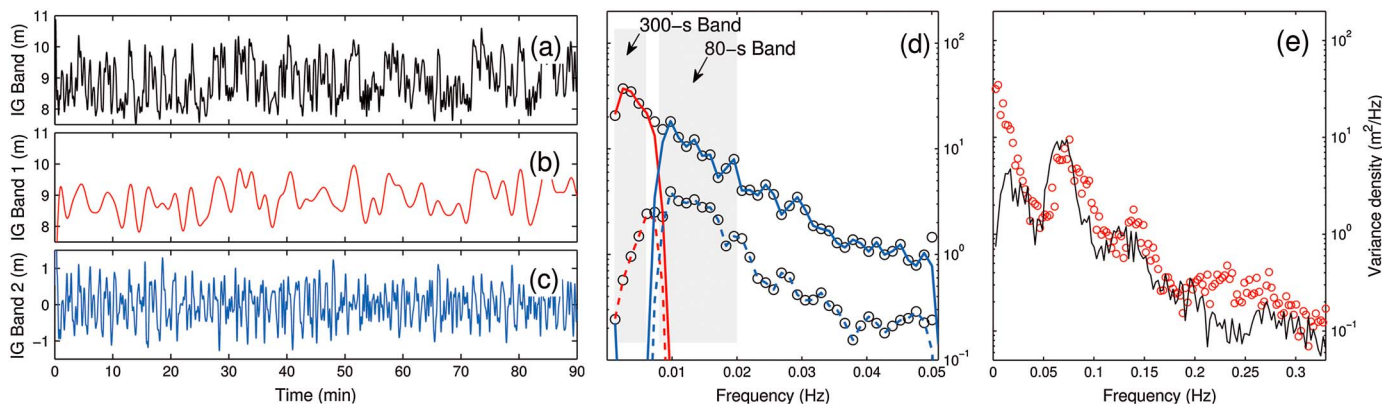 IG Band (m)
11
10
9
8
(a)
IG Band 1 (m)
11
10
9
8
(b)
IG Band 2 (m)
1
0
−1
(c)
0 10 20 30 40 50 60 70 80 90
Time (min)
300−s Band
80−s Band
(d)
10²
10¹
10⁰
10⁻¹
0.01 0.02 0.03 0.04 0.05
Frequency (Hz)
(e)
10²
10¹
10⁰
10⁻¹
Variance density (m²/Hz)
0 0.05 0.1 0.15 0.2 0.25 0.3
Frequency (Hz)